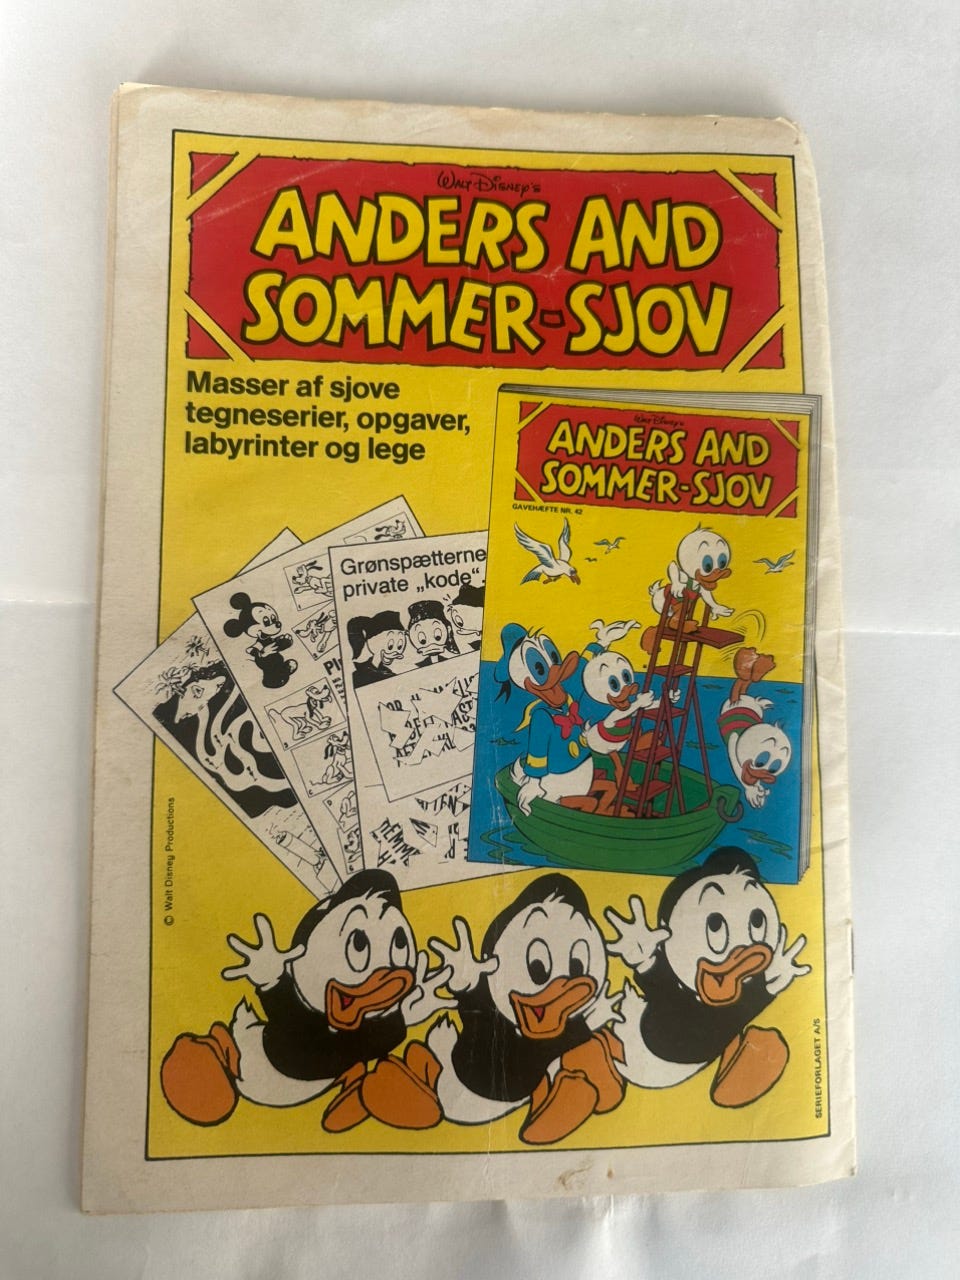 Walt Disney's
ANDERS AND
SOMMER-SJOV
Masser af sjove
tegneserier, opgaver,
labyrinter og lege
Walt Disney's
ANDERS AND
SOMMER-SJOV
GAVEHÆFTE NR. 42
Grønspætterne
private „kode“.
© Walt Disney Productions
SERIEFORLAGET A/S